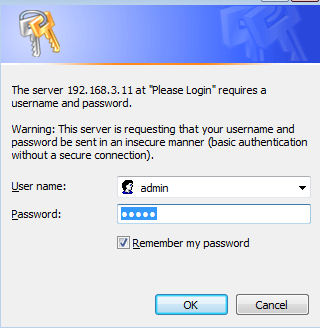 The server 192.168.3.11 at "Please Login" requires a
username and password.
Warning: This server is requesting that your username and
password be sent in an insecure manner (basic authentication
without a secure connection).
User name:
admin
Password:
•••••
Remember my password
OK
Cancel